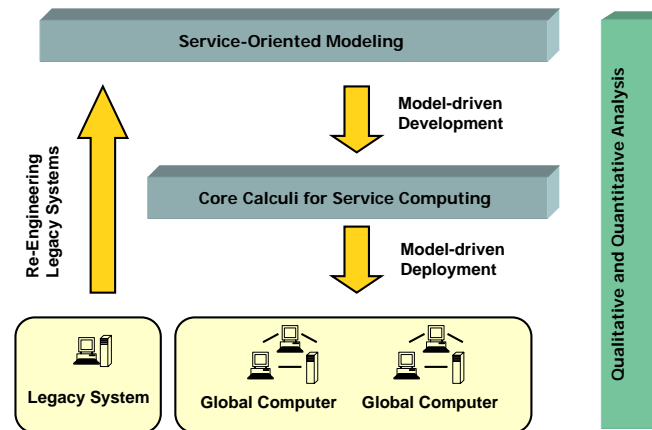 Service-Oriented Modeling
Model-driven
Development
Re-Engineering
Legacy Systems
Core Calculi for Service Computing
Model-driven
Deployment
Legacy System
Global Computer
Global Computer
Qualitative and Quantitative Analysis